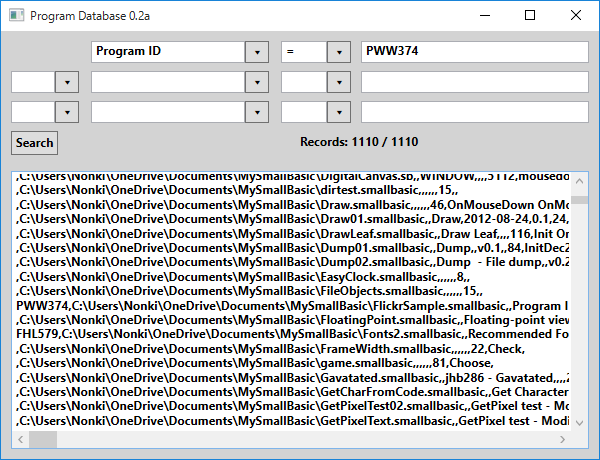 Program Database 0.2a
Program ID = PWW374
Search Records: 1110 / 1110
,C:\Users\Nonki\OneDrive\Documents\MySmallBasic\DigitalCanvas.sb,,WINDOW,,,,5112,mousedo
,C:\Users\Nonki\OneDrive\Documents\MySmallBasic\dirtest.smallbasic,,,,,,15,,
,C:\Users\Nonki\OneDrive\Documents\MySmallBasic\Draw.smallbasic,,,,,,46,OnMouseDown OnMo
,C:\Users\Nonki\OneDrive\Documents\MySmallBasic\Draw01.smallbasic,,Draw,2012-08-24,0.1,24,
,C:\Users\Nonki\OneDrive\Documents\MySmallBasic\DrawLeaf.smallbasic,,Draw Leaf,,,,116,Init On
,C:\Users\Nonki\OneDrive\Documents\MySmallBasic\Dump01.smallbasic,,Dump,,v0.1,,84,InitDec2
,C:\Users\Nonki\OneDrive\Documents\MySmallBasic\Dump02.smallbasic,,Dump  - File dump,,v0.2
,C:\Users\Nonki\OneDrive\Documents\MySmallBasic\EasyClock.smallbasic,,,,,,8,,
,C:\Users\Nonki\OneDrive\Documents\MySmallBasic\FileObjects.smallbasic,,,,,,15,,
PWW374,C:\Users\Nonki\OneDrive\Documents\MySmallBasic\FlickrSample.smallbasic,,Program I
,C:\Users\Nonki\OneDrive\Documents\MySmallBasic\FloatingPoint.smallbasic,,Floating-point view
FHL579,C:\Users\Nonki\OneDrive\Documents\MySmallBasic\Fonts2.smallbasic,,Recommended Fo
,C:\Users\Nonki\OneDrive\Documents\MySmallBasic\FrameWidth.smallbasic,,,,,,22,Check,
,C:\Users\Nonki\OneDrive\Documents\MySmallBasic\game.smallbasic,,,,,,81,Choose,
,C:\Users\Nonki\OneDrive\Documents\MySmallBasic\Gavatated.smallbasic,,jhb286 - Gavatated,,,,2
,C:\Users\Nonki\OneDrive\Documents\MySmallBasic\GetCharFromCode.smallbasic,,Get Character
,C:\Users\Nonki\OneDrive\Documents\MySmallBasic\GetPixelTest02.smallbasic,,GetPixel test - Mo
,C:\Users\Nonki\OneDrive\Documents\MySmallBasic\GetPixelText.smallbasic,,GetPixel test - Modi